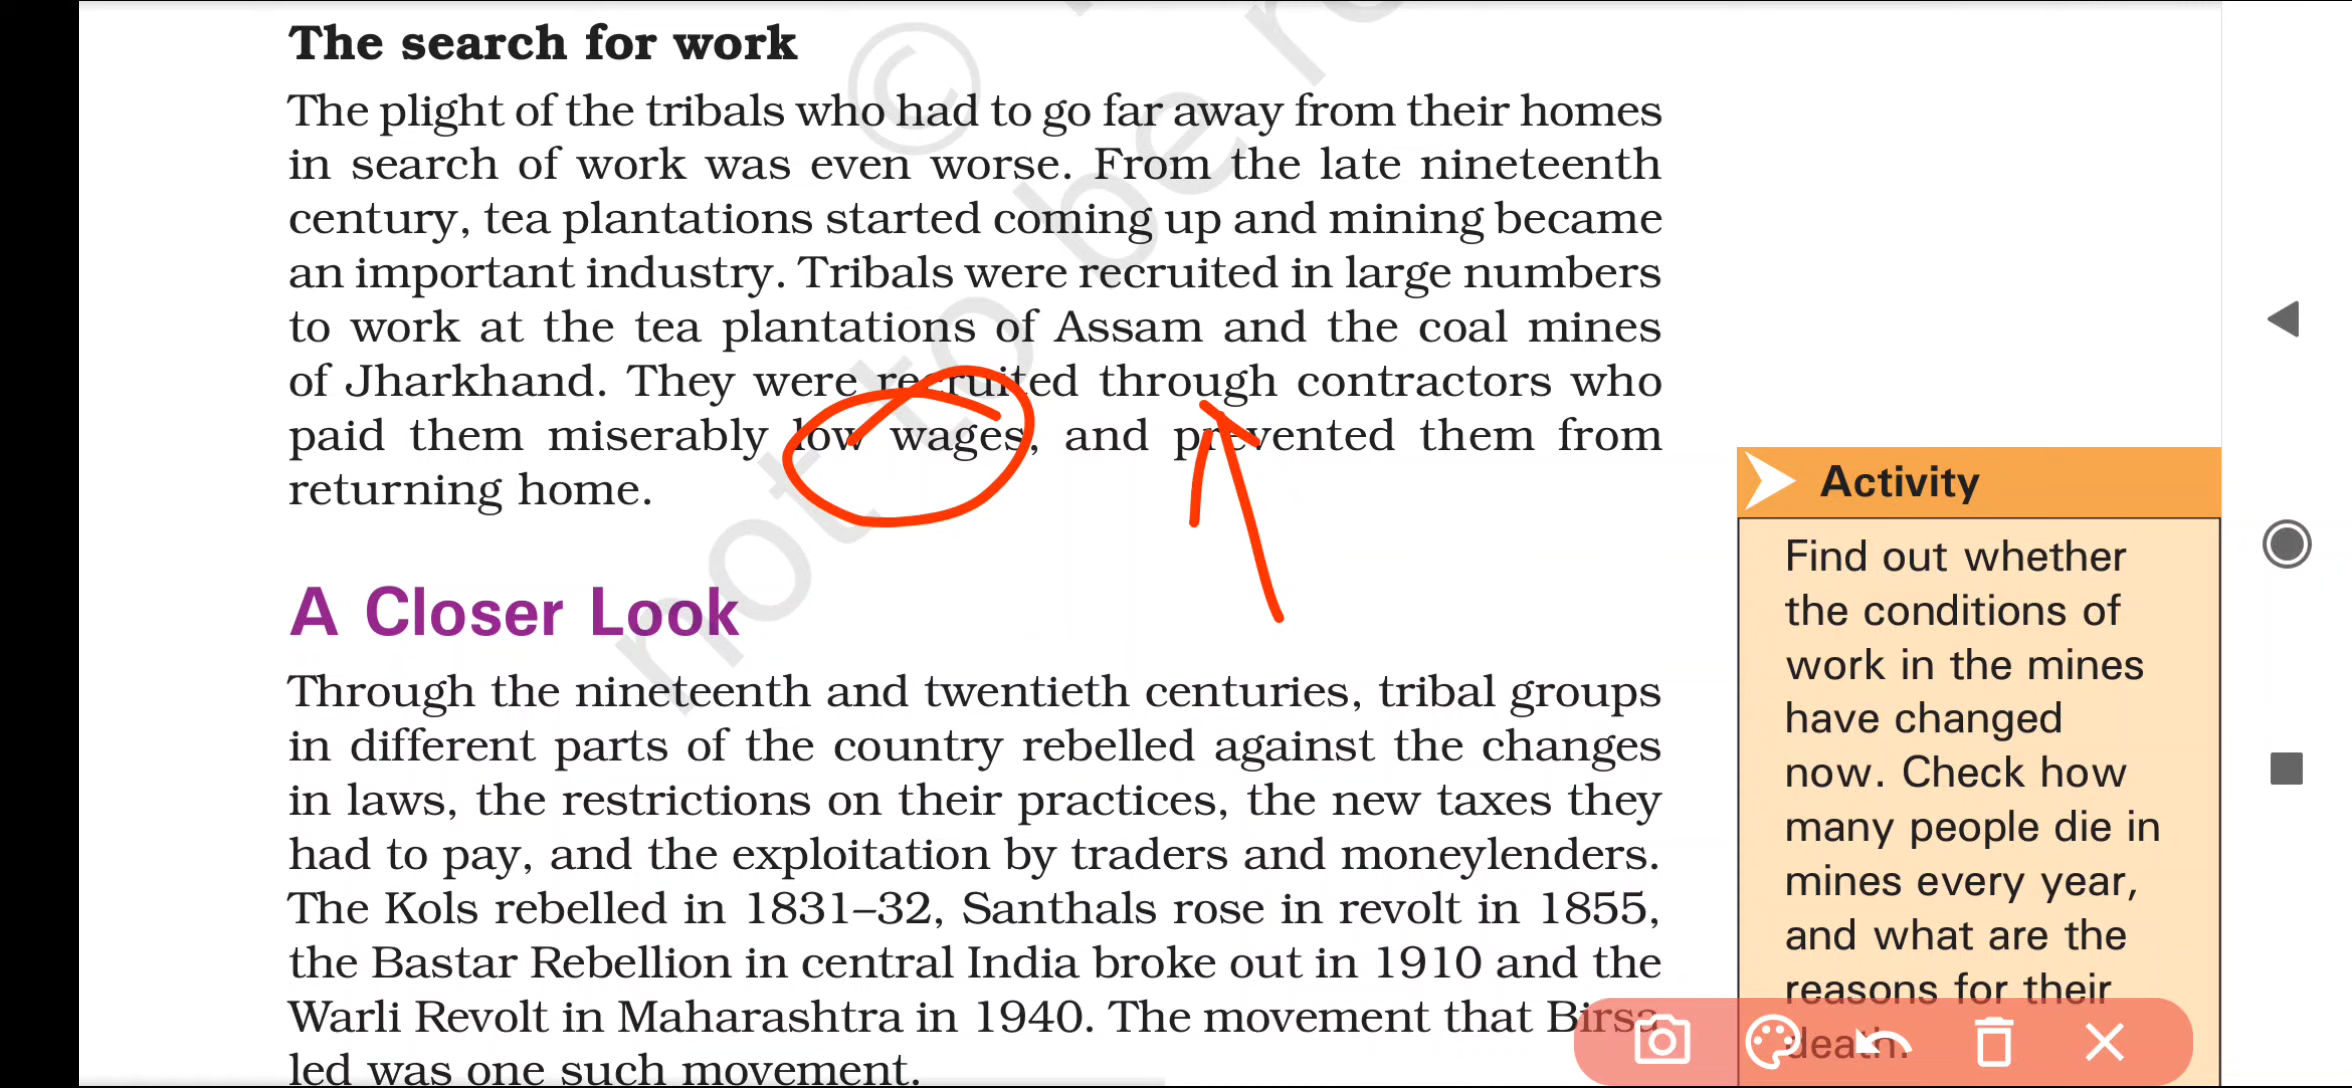 The search for work
The plight of the tribals who had to go far away from their homes
in search of work was even worse. From the late nineteenth
century, tea plantations started coming up and mining became
an important industry. Tribals were recruited in large numbers
to work at the tea plantations of Assam and the coal mines
of Jharkhand. They were recruited through contractors who
paid them miserably low wages, and prevented them from
returning home.
A Closer Look
Through the nineteenth and twentieth centuries, tribal groups
in different parts of the country rebelled against the changes
in laws, the restrictions on their practices, the new taxes they
had to pay, and the exploitation by traders and moneylenders.
The Kols rebelled in 1831–32, Santhals rose in revolt in 1855,
the Bastar Rebellion in central India broke out in 1910 and the
Warli Revolt in Maharashtra in 1940. The movement that Birsa
led was one such movement.
Activity
Find out whether
the conditions of
work in the mines
have changed
now. Check how
many people die in
mines every year,
and what are the
reasons for their
death.
©
not to be